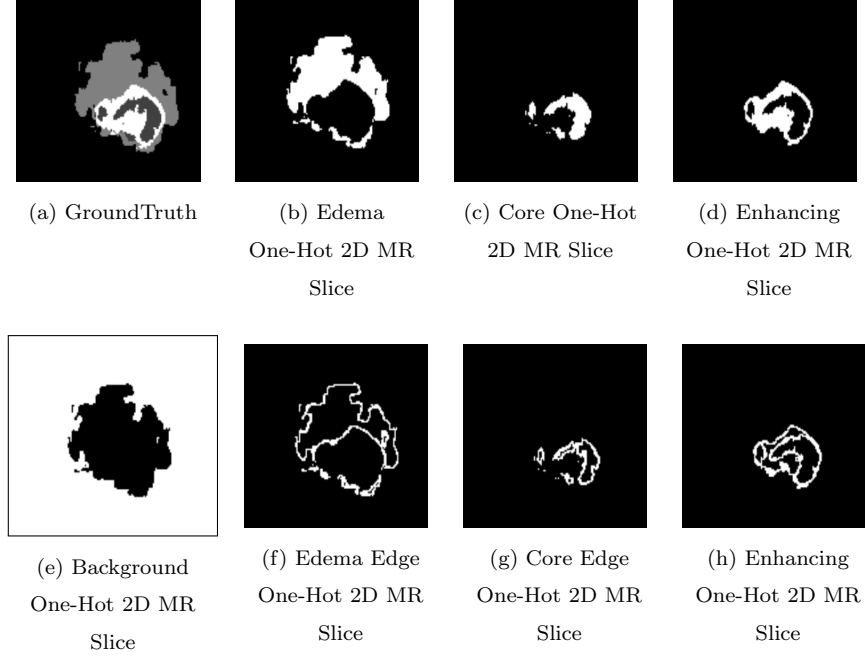 (a) GroundTruth
(b) Edema
One-Hot 2D MR
Slice
(c) Core One-Hot
2D MR Slice
(d) Enhancing
One-Hot 2D MR
Slice
(e) Background
One-Hot 2D MR
Slice
(f) Edema Edge
One-Hot 2D MR
Slice
(g) Core Edge
One-Hot 2D MR
Slice
(h) Enhancing
One-Hot 2D MR
Slice